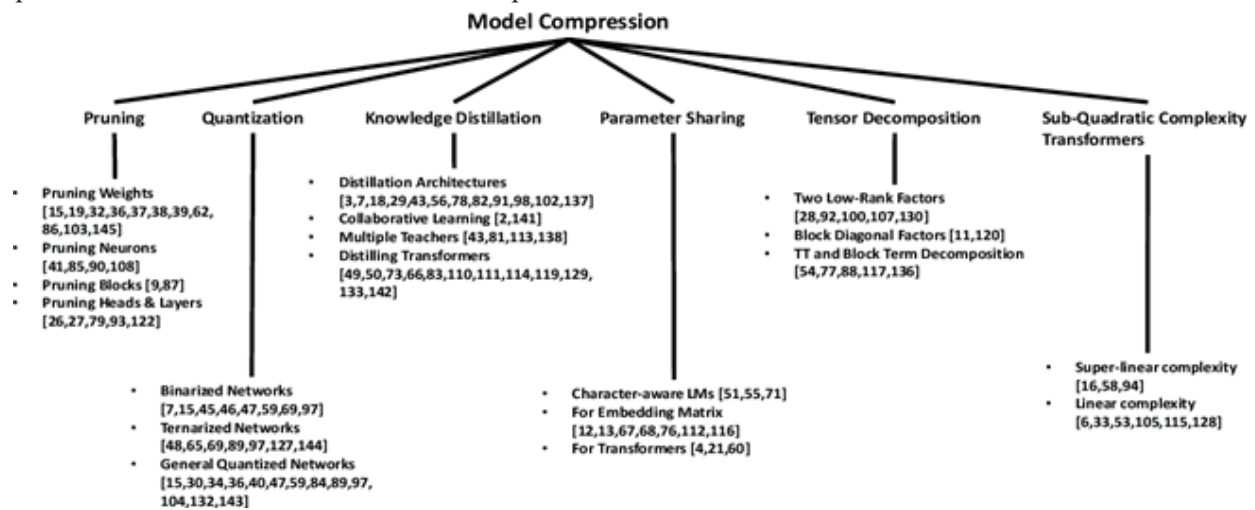 Model Compression
Pruning
Quantization
Knowledge Distillation
Parameter Sharing
Tensor Decomposition
Sub-Quadratic Complexity
Transformers
• Pruning Weights
[15,19,32,36,37,38,39,62,
86,103,145]
• Pruning Neurons
[41,85,90,108]
• Pruning Blocks [9,87]
• Pruning Heads & Layers
[26,27,79,93,122]
• Binarized Networks
[7,15,45,46,47,59,69,97]
• Ternarized Networks
[48,65,69,89,97,127,144]
• General Quantized Networks
[15,30,34,36,40,47,59,84,89,97,
104,132,143]
• Distillation Architectures
[3,7,18,29,43,56,78,82,91,98,102,137]
• Collaborative Learning [2,141]
• Multiple Teachers [43,81,113,138]
• Distilling Transformers
[49,50,73,66,83,110,111,114,119,129,
133,142]
• Character-aware LMs [51,55,71]
• For Embedding Matrix
[12,13,67,68,76,112,116]
• For Transformers [4,21,60]
• Two Low-Rank Factors
[28,92,100,107,130]
• Block Diagonal Factors [11,120]
• TT and Block Term Decomposition
[54,77,88,117,136]
• Super-linear complexity
[16,58,94]
• Linear complexity
[6,33,53,105,115,128]